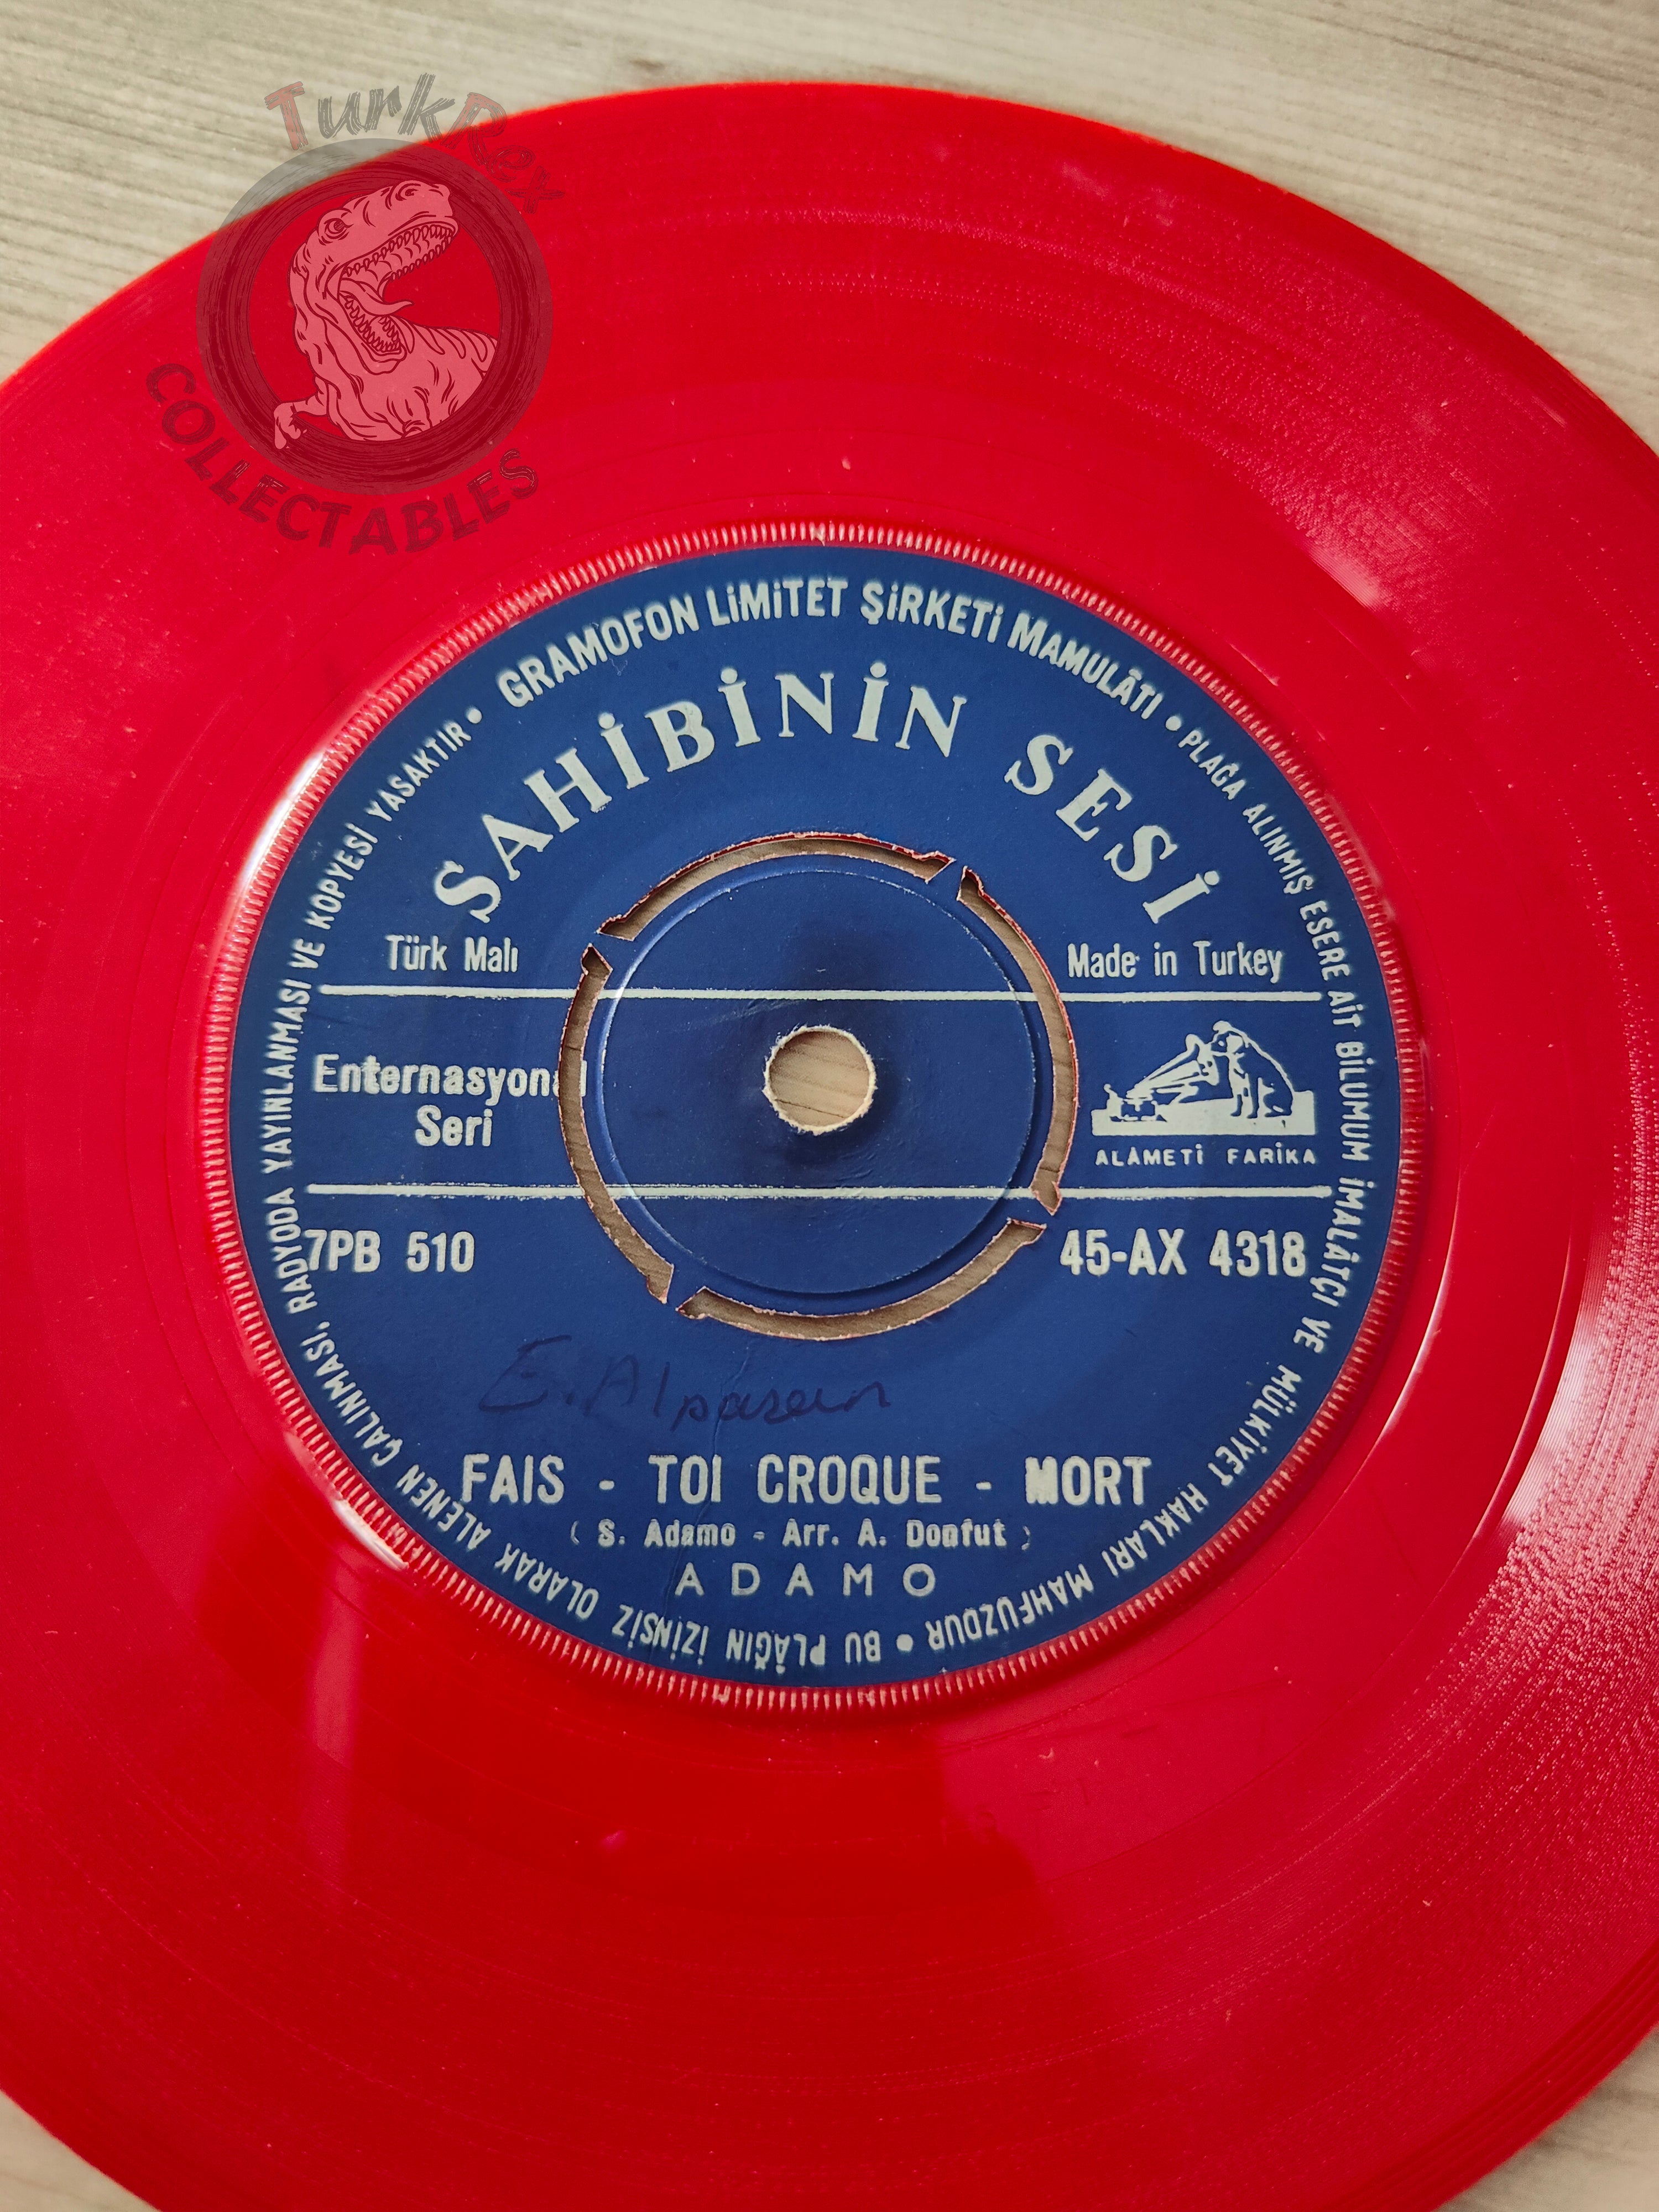 TurkRex
COLLECTABLES
GRAMOFON LİMİTET ŞİRKETİ MAMULÂTI • PLAĞA ALINMIŞ ESERE AİT BİLUMUM İMALÂTÇI VE MÜLKİYET HAKLARI MAHFUZDUR • BU PLÂĞIN İZİNSİZ OLARAK ALENEN ÇALINMASI, RADYODA YAYINLANMASI VE KOPYESİ YASAKTIR •
SAHİBİNİN SESİ
Türk Malı
Made in Turkey
Enternasyonal
Seri
ALÂMETİ FARİKA
7PB 510
45-AX 4318
E. Alpasan
FAIS - TOI CROQUE - MORT
( S. Adamo - Arr. A. Donfut )
ADAMO